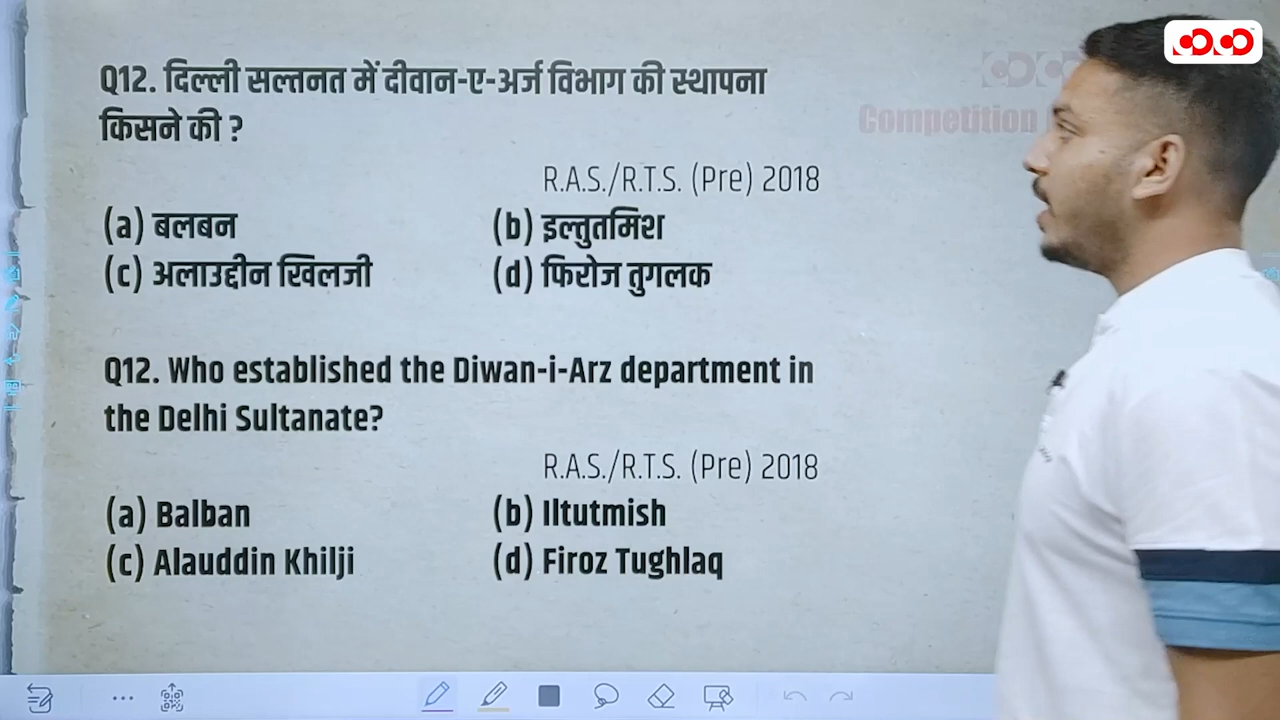 Competition
Q12. दिल्ली सल्तनत में दीवान-ए-अर्ज विभाग की स्थापना
किसने की ?
R.A.S./R.T.S. (Pre) 2018
(a) बलबन (b) इल्तुतमिश
(c) अलाउद्दीन खिलजी (d) फिरोज तुगलक
Q12. Who established the Diwan-i-Arz department in
the Delhi Sultanate?
R.A.S./R.T.S. (Pre) 2018
(a) Balban (b) Iltutmish
(c) Alauddin Khilji (d) Firoz Tughlaq